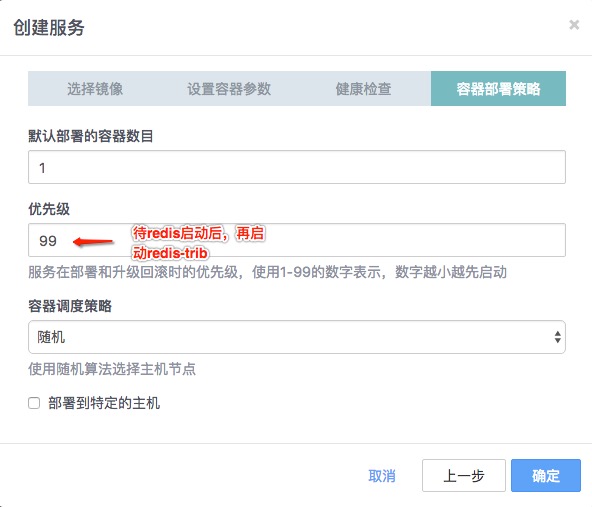 创建服务
×
选择镜像 设置容器参数 健康检查 容器部署策略
默认部署的容器数目
1
优先级
99
待redis启动后，再启
动redis-trib
服务在部署和升级回滚时的优先级，使用1-99的数字表示，数字越小越先启动
容器调度策略
随机
使用随机算法选择主机节点
部署到特定的主机
取消 上一步 确定